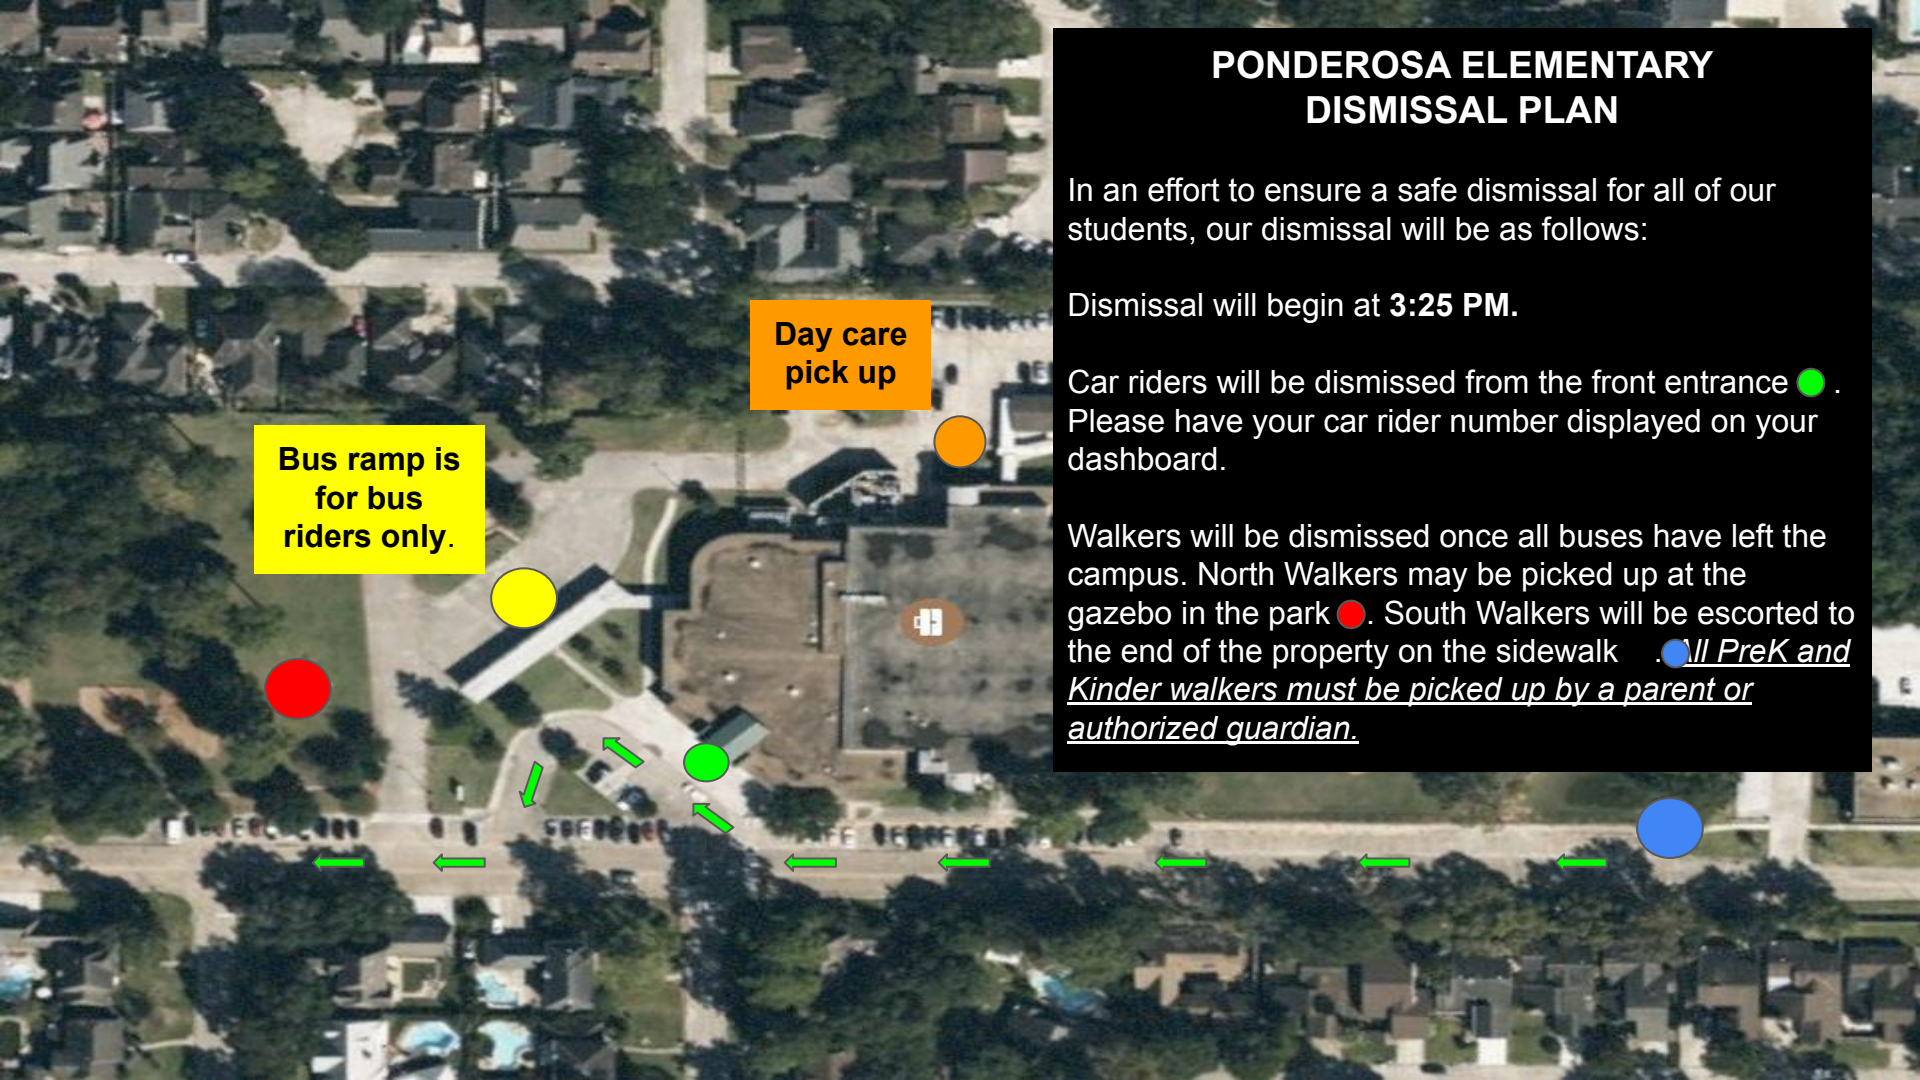 PONDEROSA ELEMENTARY
DISMISSAL PLAN
In an effort to ensure a safe dismissal for all of our
students, our dismissal will be as follows:
Dismissal will begin at 3:25 PM.
Car riders will be dismissed from the front entrance .
Please have your car rider number displayed on your
dashboard.
Walkers will be dismissed once all buses have left the
campus. North Walkers may be picked up at the
gazebo in the park . South Walkers will be escorted to
the end of the property on the sidewalk . All PreK and
Kinder walkers must be picked up by a parent or
authorized guardian.
Day care
pick up
Bus ramp is
for bus
riders only.